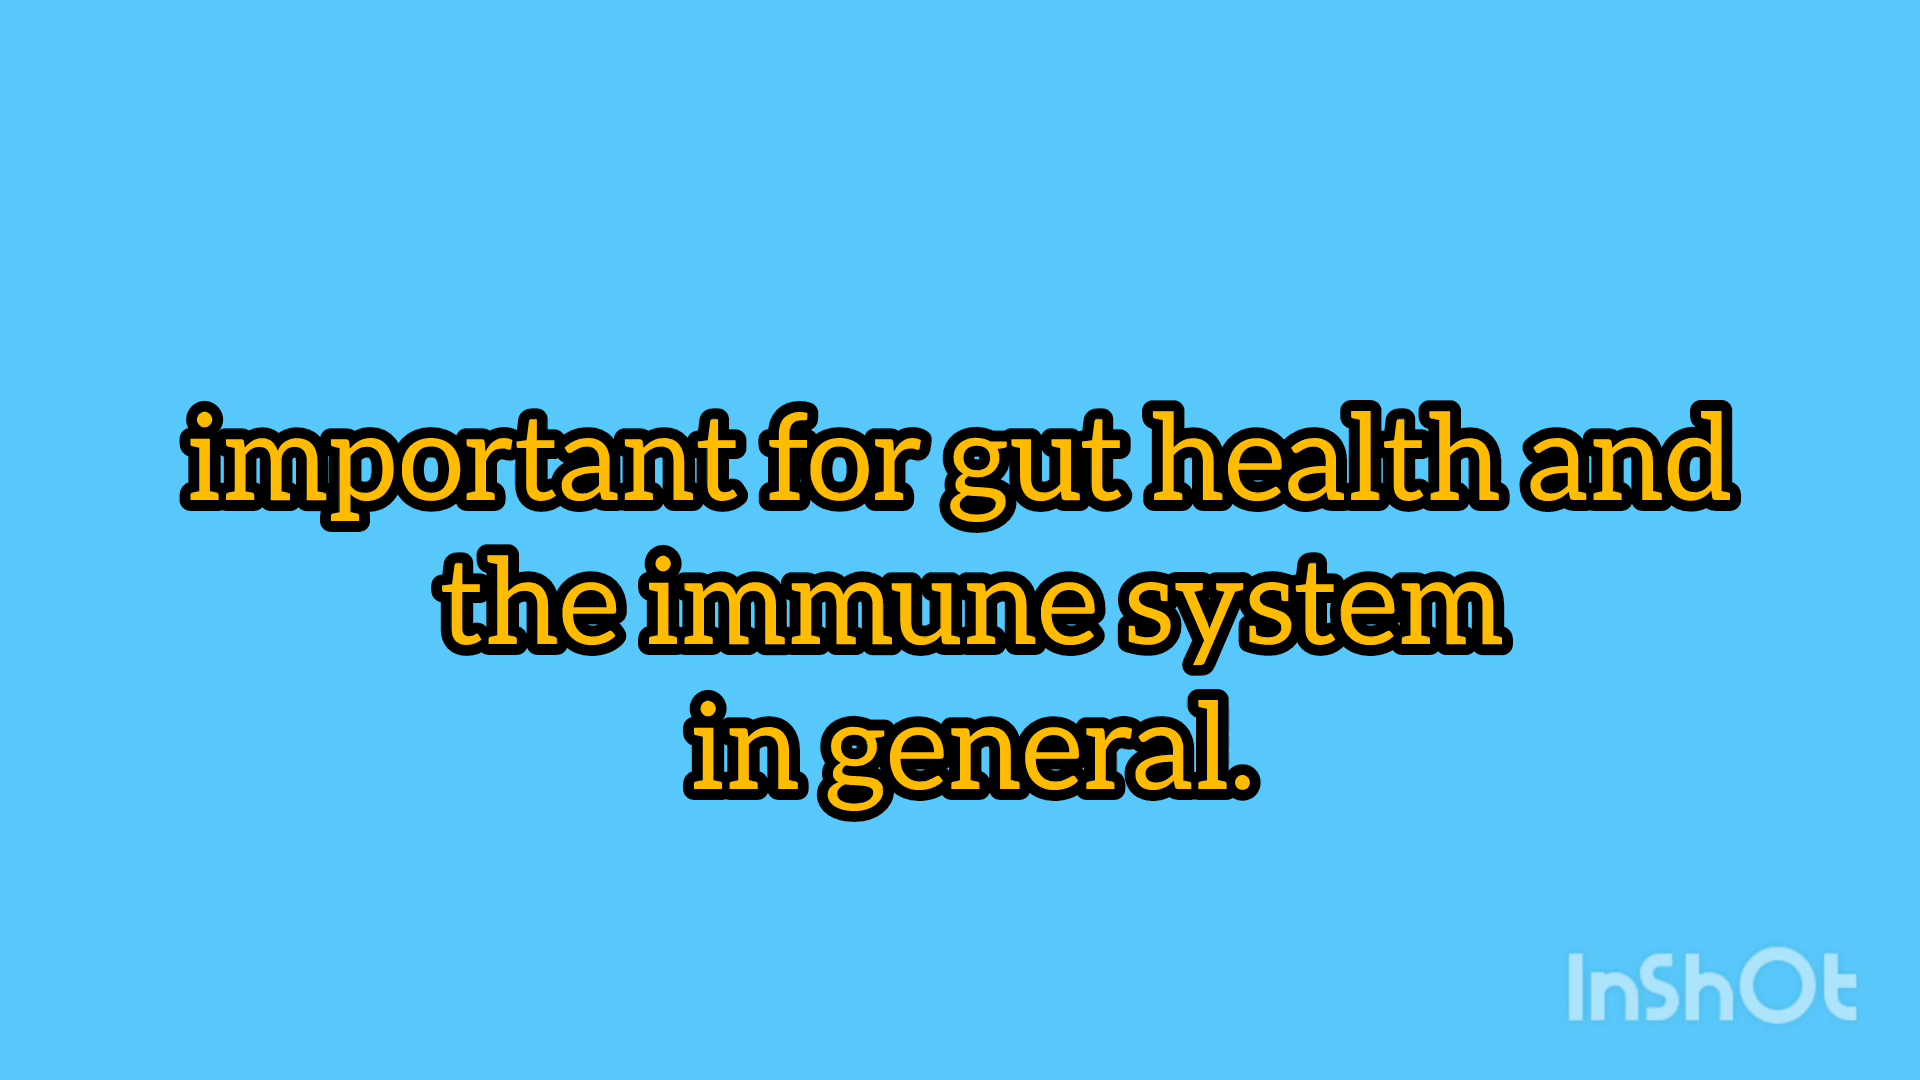 important for gut health and
the immune system
in general.
InShOt